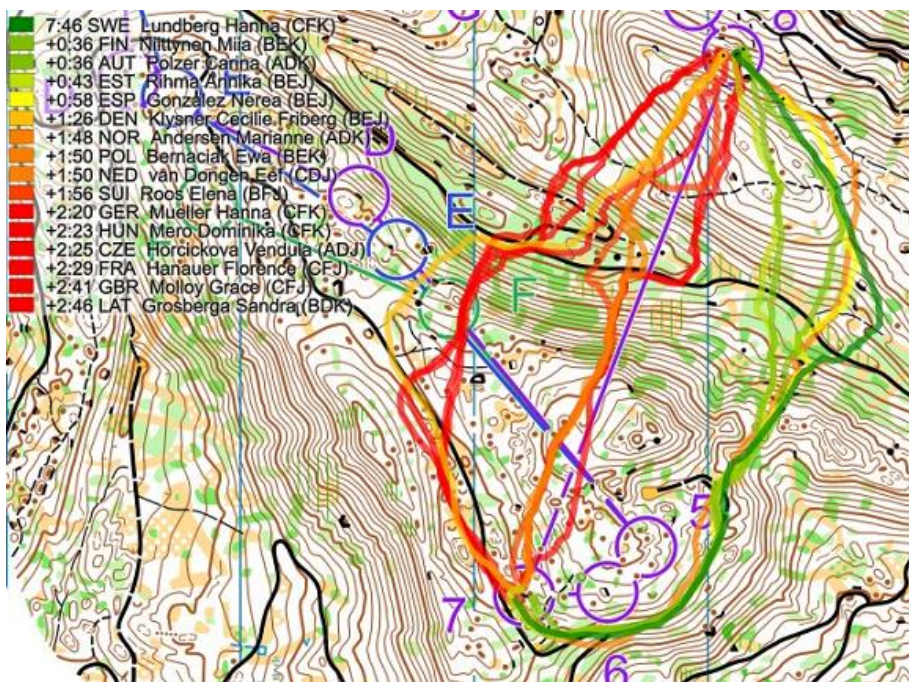 7:46 SWE Lundberg Hanna (CFK)
+0:36 FIN Niittynen Miia (BEK)
+0:36 AUT Polzer Carina (ADK)
+0:43 EST Rihma Annika (BEJ)
+0:58 ESP González Nerea (BEJ)
+1:26 DEN Klysner Cecilie Friberg (BEJ)
+1:48 NOR Andersen Marianne (ADK)
+1:50 POL Bernaciak Ewa (BEK)
+1:50 NED van Dongen Eef (CDJ)
+1:56 SUI Roos Elena (BFJ)
+2:20 GER Mueller Hanna (CFK)
+2:23 HUN Mero Dominika (CFK)
+2:25 CZE Horcickova Vendula (ADJ)
+2:29 FRA Hanauer Florence (CFJ)
+2:41 GBR Molloy Grace (CFJ)
+2:46 LAT Grosberga Sandra (BDK)
D
E
F
5
7
6